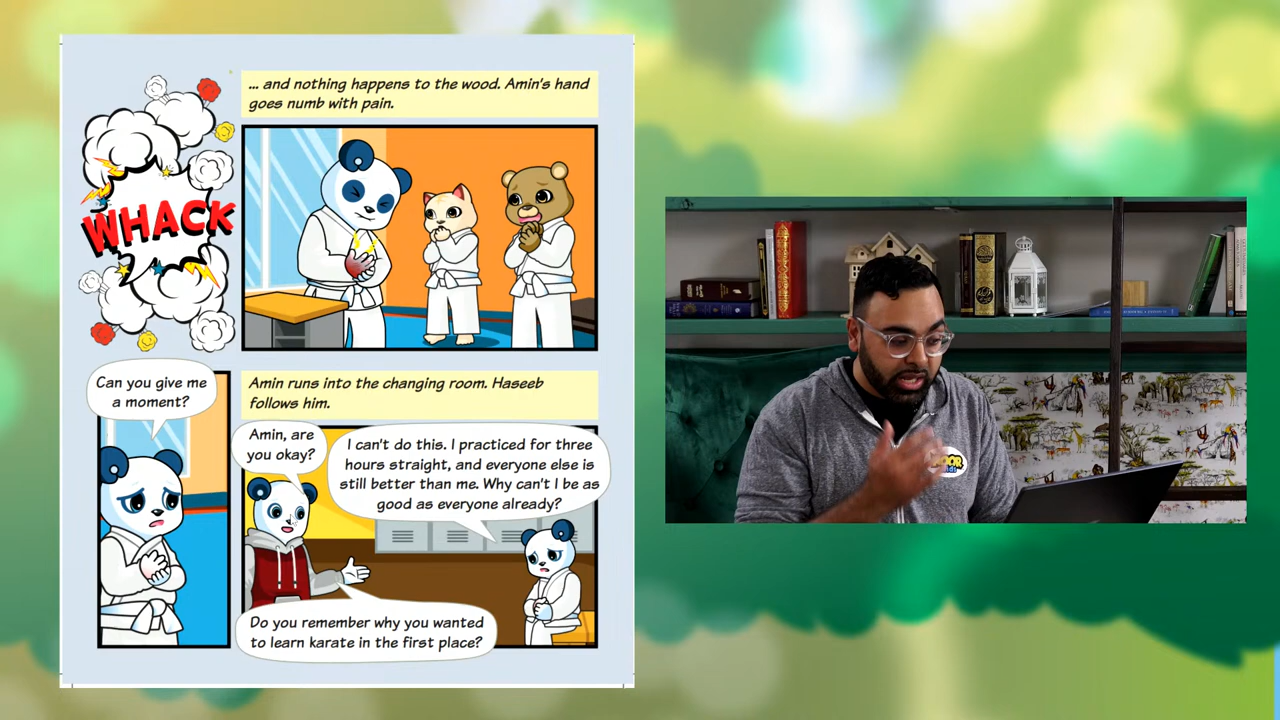 ... and nothing happens to the wood. Amin's hand
goes numb with pain.
WHACK
Can you give me
a moment?
Amin runs into the changing room. Haseeb
follows him.
Amin, are
you okay?
I can't do this. I practiced for three
hours straight, and everyone else is
still better than me. Why can't I be as
good as everyone already?
Do you remember why you wanted
to learn karate in the first place?